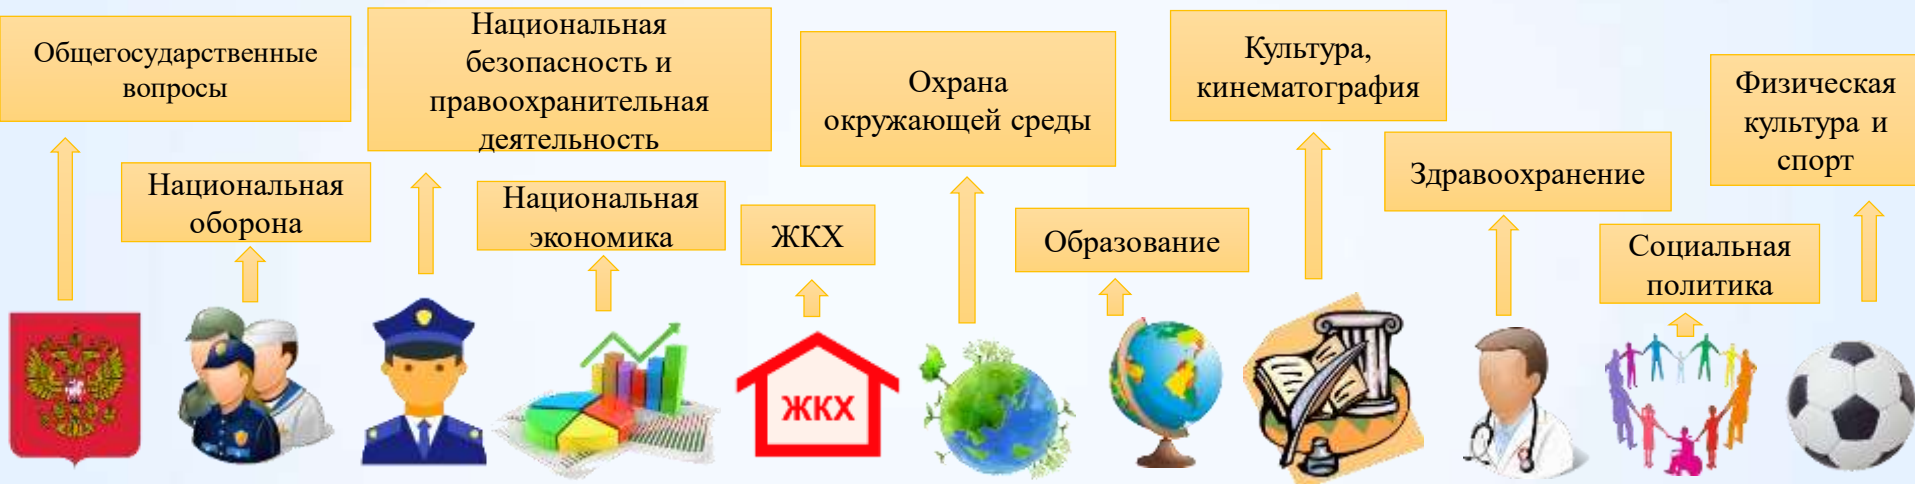 Общегосударственные
вопросы
Национальная
оборона
Национальная
безопасность и
правоохранительная
деятельность
Национальная
экономика
ЖКХ
Охрана
окружающей среды
Образование
Культура,
кинематография
Здравоохранение
Социальная
политика
Физическая
культура и
спорт
ЖКХ